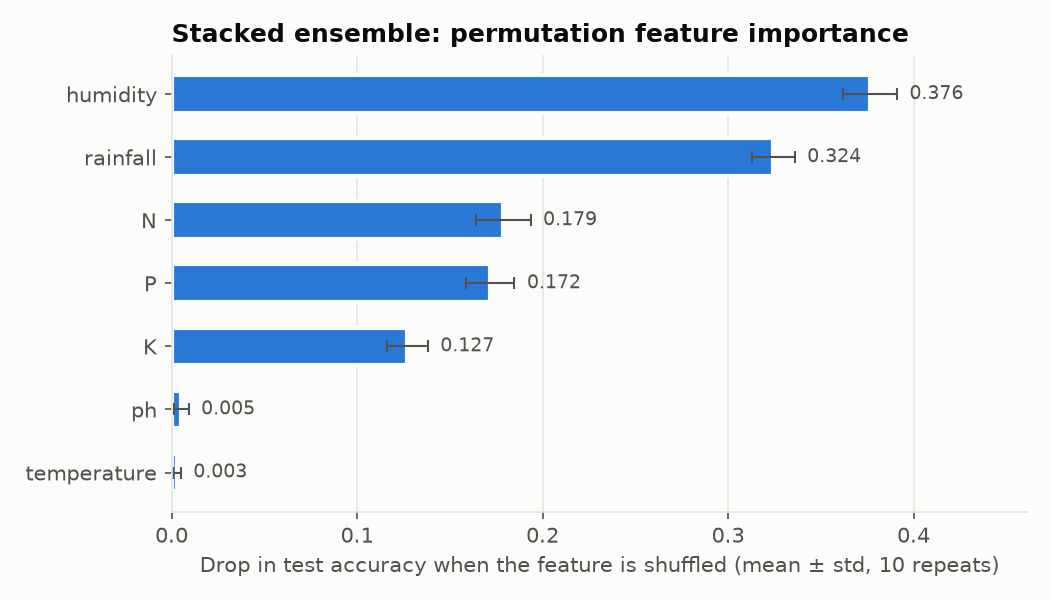 Stacked ensemble: permutation feature importance
humidity 0.376
rainfall 0.324
N 0.179
P 0.172
K 0.127
ph 0.005
temperature 0.003
0.0 0.1 0.2 0.3 0.4
Drop in test accuracy when the feature is shuffled (mean ± std, 10 repeats)